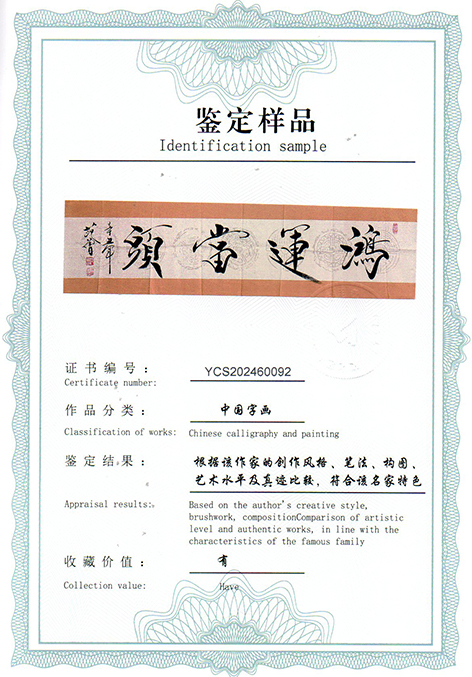 鉴定样品
Identification sample
鴻運當頭
证书编号：
YCS202460092
Certificate number:
作品分类：
中国字画
Classification of works:
Chinese calligraphy and painting
鉴定结果：
根据该作家的创作风格、笔法、构图、
艺术水平及真迹比较，符合该名家特色
Appraisal results:
Based on the author's creative style,
brushwork, compositionComparison of artistic
level and authentic works, in line with the
characteristics of the famous family
收藏价值：
有
Collection value:
Have